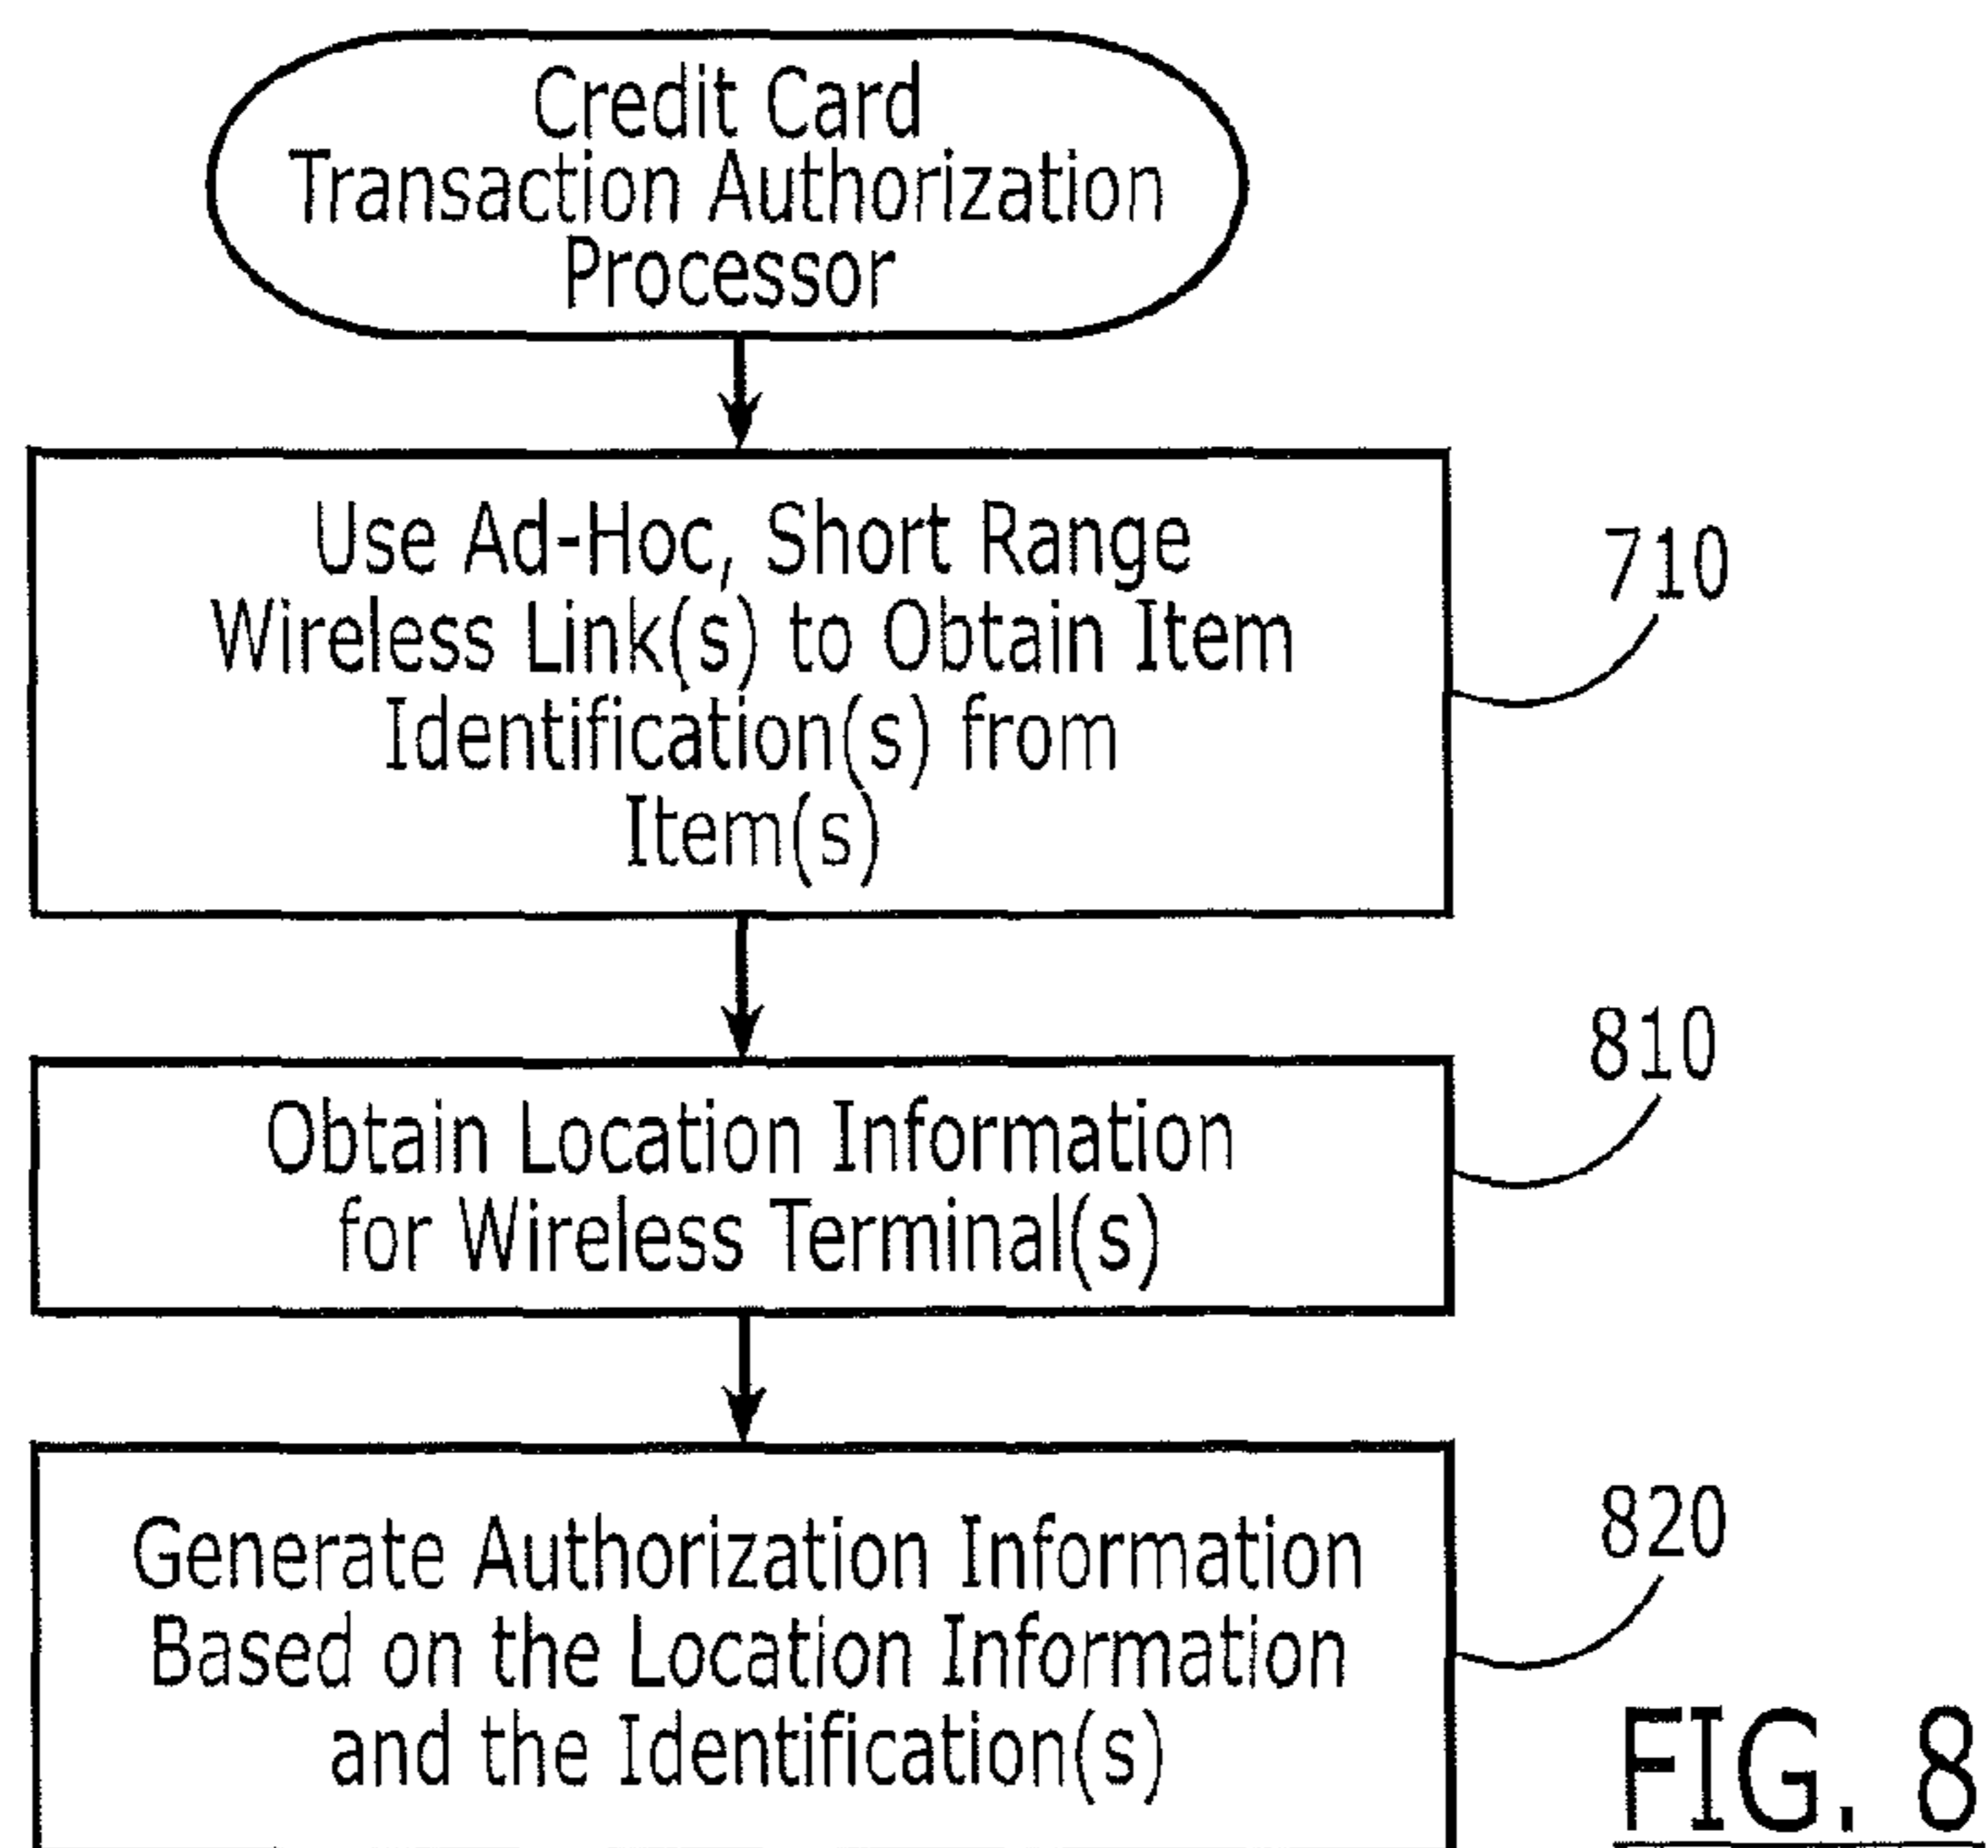 Credit Card
Transaction Authorization
Processor
Use Ad-Hoc, Short Range
Wireless Link(s) to Obtain Item
Identification(s) from
Item(s)
710
Obtain Location Information
for Wireless Terminal(s)
810
Generate Authorization Information
Based on the Location Information
and the Identification(s)
820
FIG. 8